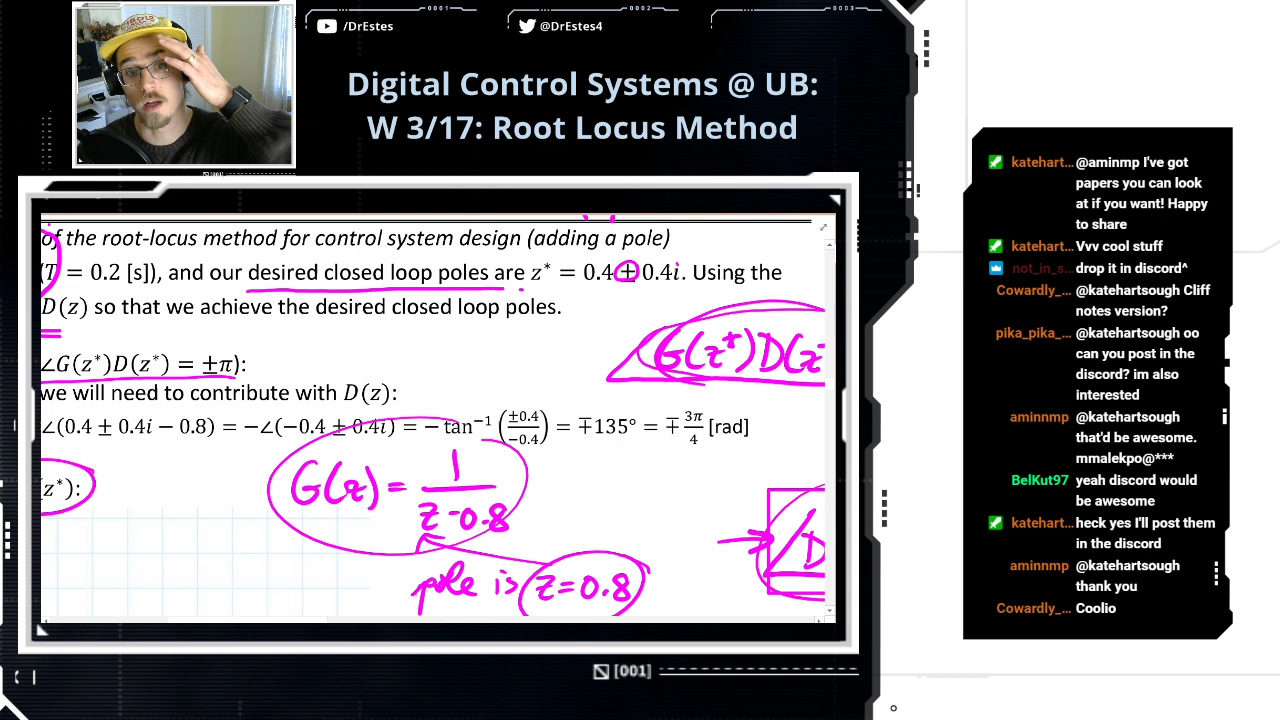 0001
0002
0003
/DrEstes
@DrEstes4
Digital Control Systems @ UB:
W 3/17: Root Locus Method
[001]
of the root-locus method for control system design (adding a pole)
(T = 0.2 [s]), and our desired closed loop poles are z* = 0.4 ± 0.4i. Using the
D(z) so that we achieve the desired closed loop poles.
∠G(z*)D(z*) = ±π):
G(z*)D(z
we will need to contribute with D(z):
∠(0.4 ± 0.4i − 0.8) = −∠(−0.4 ± 0.4i) = − tan⁻¹ (±0.4/−0.4) = ∓135° = ∓ 3π/4 [rad]
z*):
G(z) = 1/(z-0.8)
D
pole is z=0.8
[001]
katehart... @aminmp I've got
papers you can look
at if you want! Happy
to share
katehart... Vvv cool stuff
not_in_s... drop it in discord^
Cowardly_... @katehartsough Cliff
notes version?
pika_pika_... @katehartsough oo
can you post in the
discord? im also
interested
aminnmp @katehartsough
that'd be awesome.
mmalekpo@***
BelKut97 yeah discord would
be awesome
katehart... heck yes I'll post them
in the discord
aminnmp @katehartsough
thank you
Cowardly_... Coolio